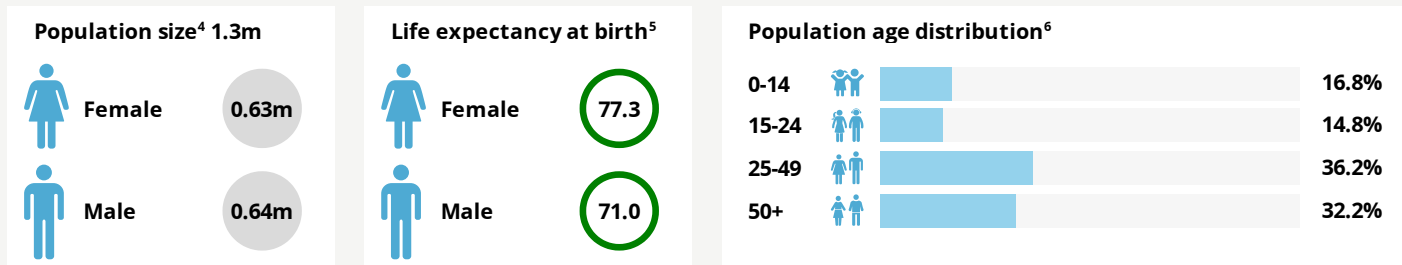 Population size⁴ 1.3m
Female 0.63m
Male 0.64m
Life expectancy at birth⁵
Female 77.3
Male 71.0
Population age distribution⁶
0-14 16.8%
15-24 14.8%
25-49 36.2%
50+ 32.2%